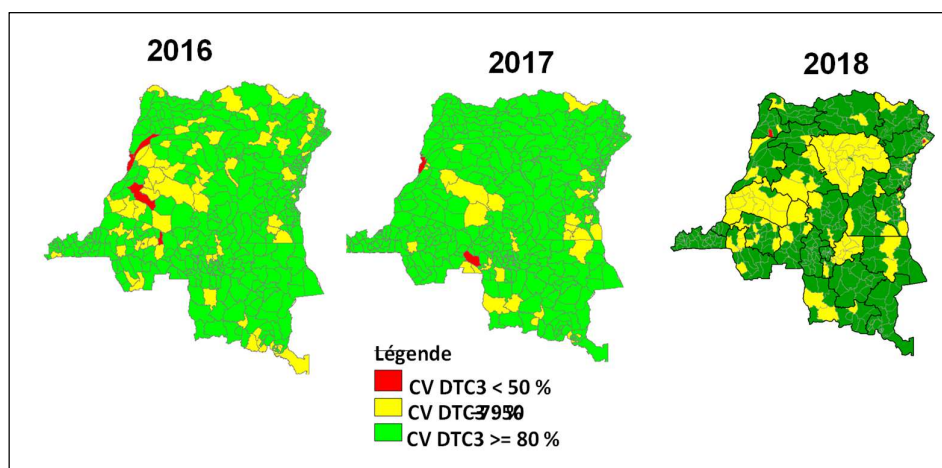 2016
2017
2018
Légende
CV DTC3 < 50 %
CV DTC3
CV DTC3 >= 80 %